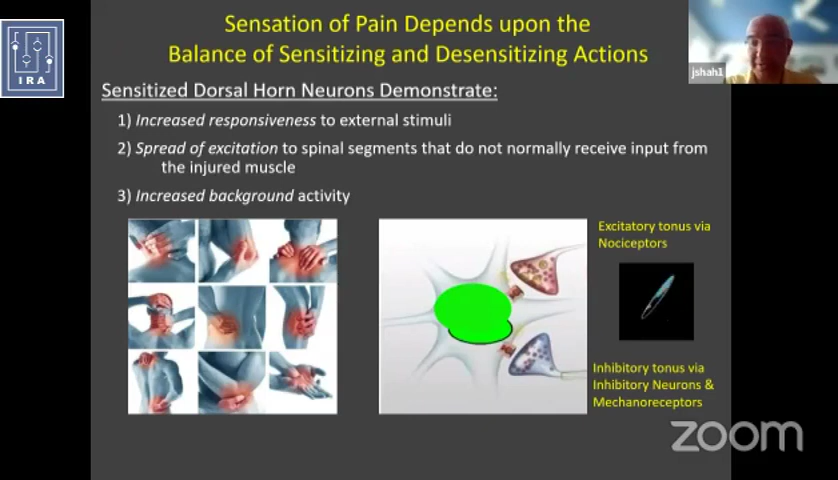 Sensation of Pain Depends upon the
Balance of Sensitizing and Desensitizing Actions
IRA
jshah1
Sensitized Dorsal Horn Neurons Demonstrate:
1) Increased responsiveness to external stimuli
2) Spread of excitation to spinal segments that do not normally receive input from
the injured muscle
3) Increased background activity
Excitatory tonus via
Nociceptors
Inhibitory tonus via
Inhibitory Neurons &
Mechanoreceptors
zoom